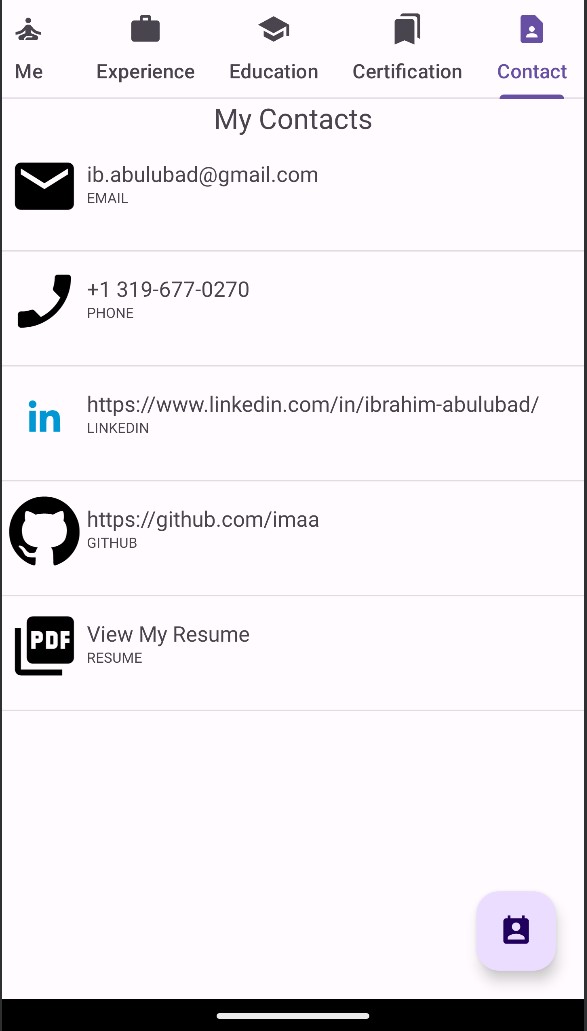 Me Experience Education Certification Contact
My Contacts
ib.abulubad@gmail.com
EMAIL
+1 319-677-0270
PHONE
in
https://www.linkedin.com/in/ibrahim-abulubad/
LINKEDIN
https://github.com/imaa
GITHUB
PDF
View My Resume
RESUME